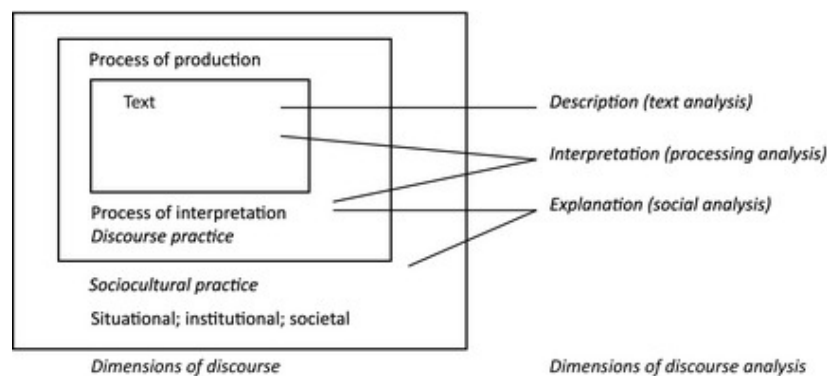 Process of production
Text
Description (text analysis)
Interpretation (processing analysis)
Explanation (social analysis)
Process of interpretation
Discourse practice
Sociocultural practice
Situational; institutional; societal
Dimensions of discourse
Dimensions of discourse analysis